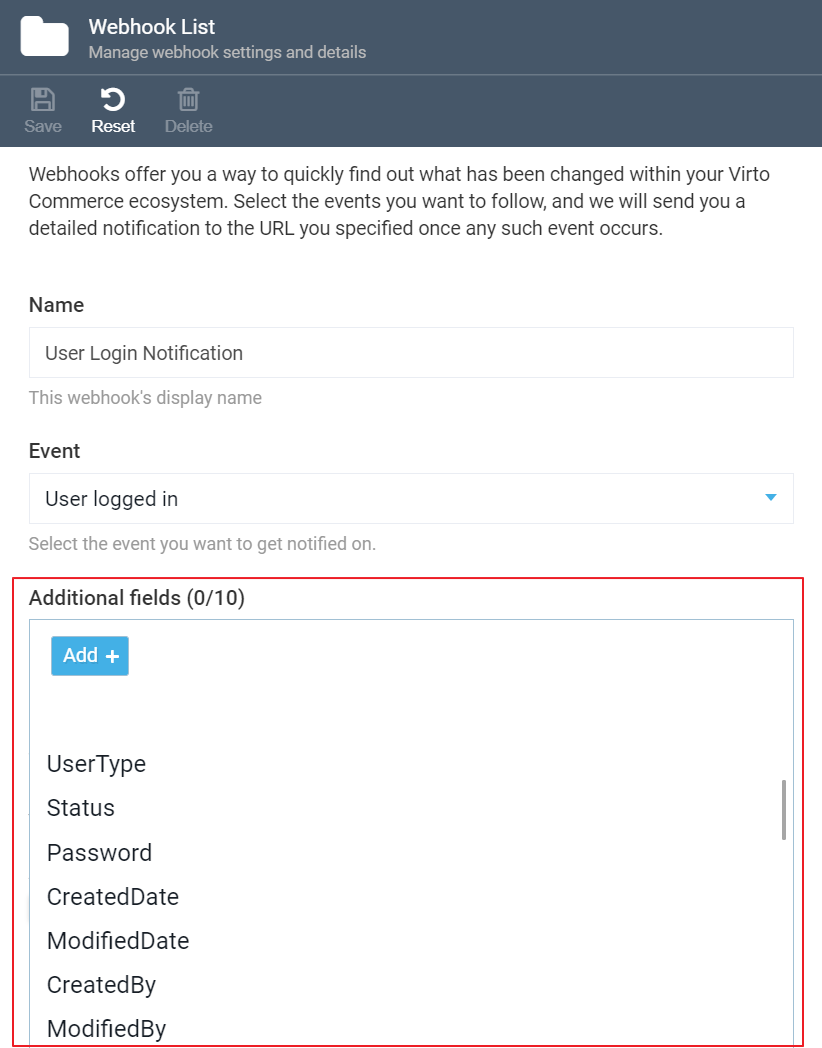 Webhook List
Manage webhook settings and details
Save Reset Delete
Webhooks offer you a way to quickly find out what has been changed within your Virto
Commerce ecosystem. Select the events you want to follow, and we will send you a
detailed notification to the URL you specified once any such event occurs.
Name
User Login Notification
This webhook's display name
Event
User logged in
Select the event you want to get notified on.
Additional fields (0/10)
Add +
UserType
Status
Password
CreatedDate
ModifiedDate
CreatedBy
ModifiedBy